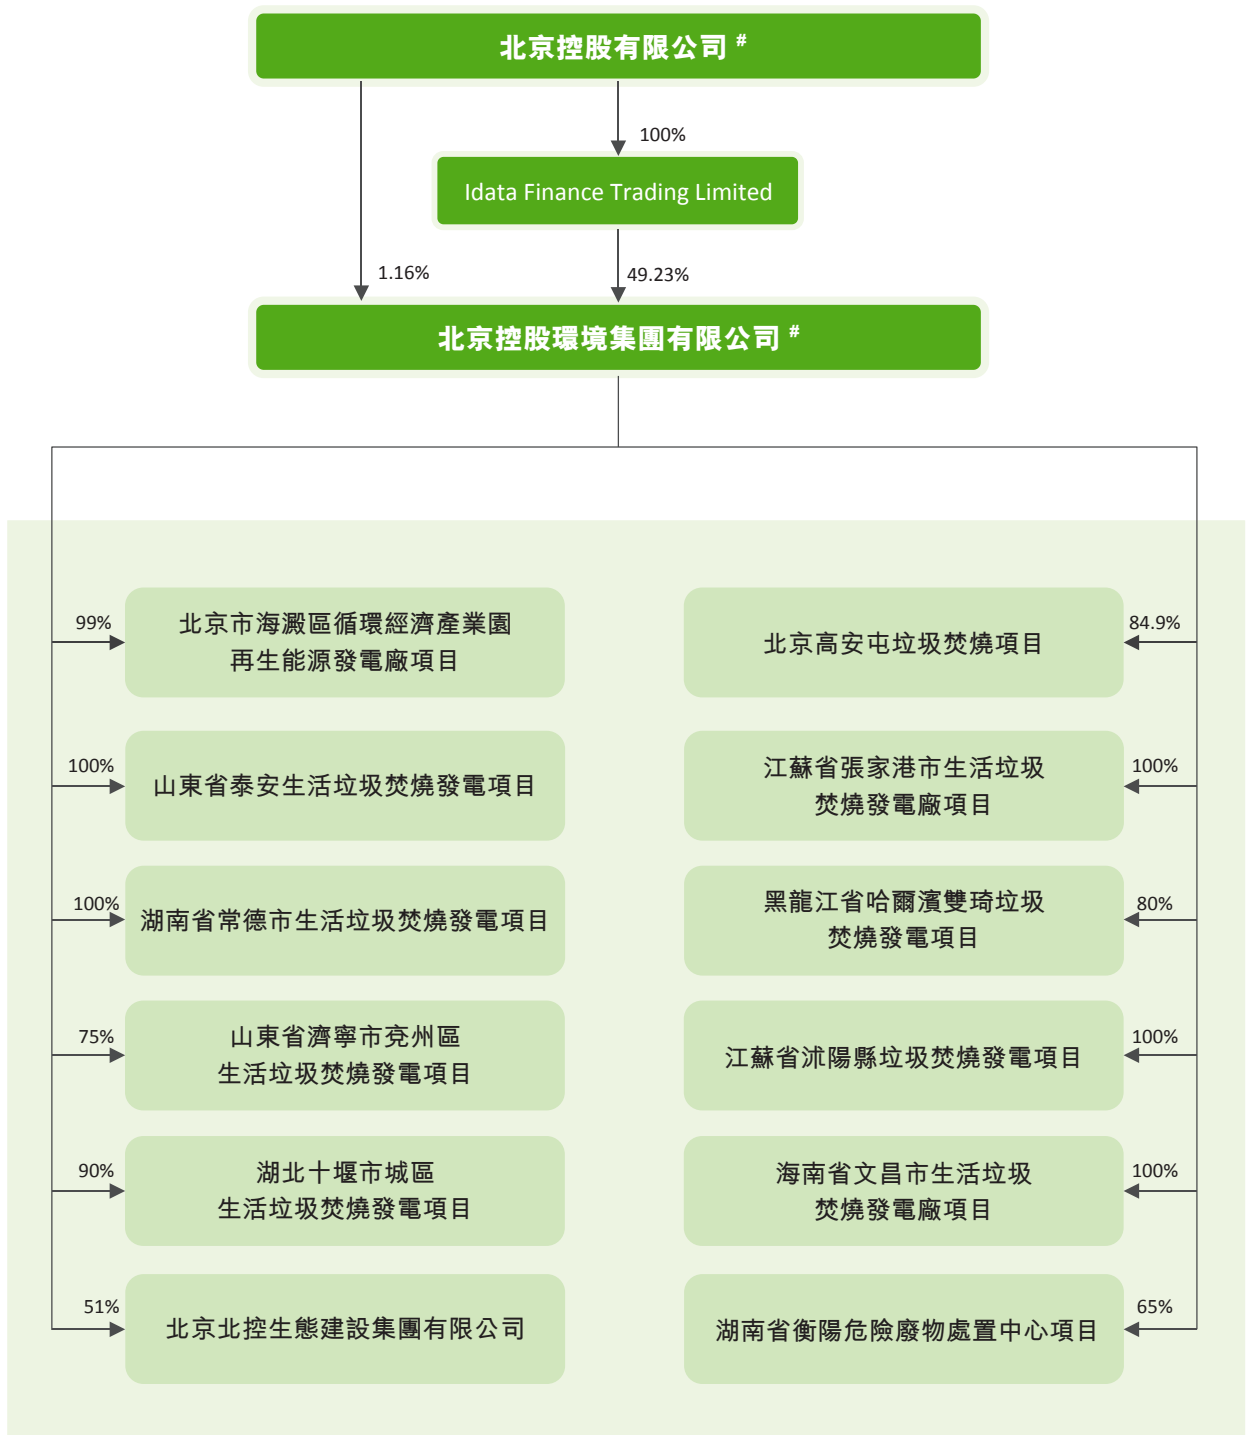 北京控股有限公司 #
100%
Idata Finance Trading Limited
1.16%
49.23%
北京控股環境集團有限公司 #
99%
北京市海澱區循環經濟產業園
再生能源發電廠項目
84.9%
北京高安屯垃圾焚燒項目
100%
山東省泰安生活垃圾焚燒發電項目
100%
江蘇省張家港市生活垃圾
焚燒發電廠項目
100%
湖南省常德市生活垃圾焚燒發電項目
80%
黑龍江省哈爾濱雙琦垃圾
焚燒發電項目
75%
山東省濟寧市兗州區
生活垃圾焚燒發電項目
100%
江蘇省沭陽縣垃圾焚燒發電項目
90%
湖北十堰市城區
生活垃圾焚燒發電項目
100%
海南省文昌市生活垃圾
焚燒發電廠項目
51%
北京北控生態建設集團有限公司
65%
湖南省衡陽危險廢物處置中心項目